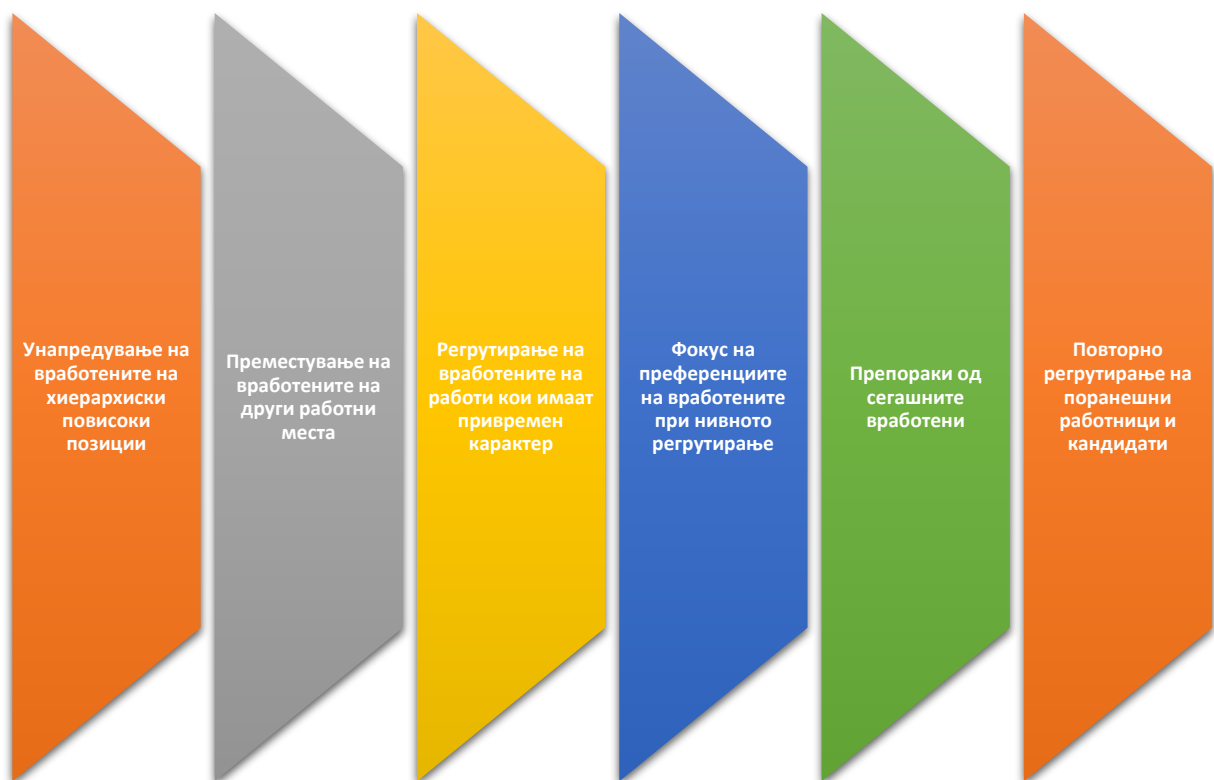 Унапредување на
вработените на
хиерархиски
повисоки
позиции
Преместување на
вработените на
други работни
места
Регрутирање на
вработените на
работи кои имаат
привремен
карактер
Фокус на
преференциите
на вработените
при нивното
регрутирање
Препораки од
сегашните
вработени
Повторно
регрутирање на
поранешни
работници и
кандидати